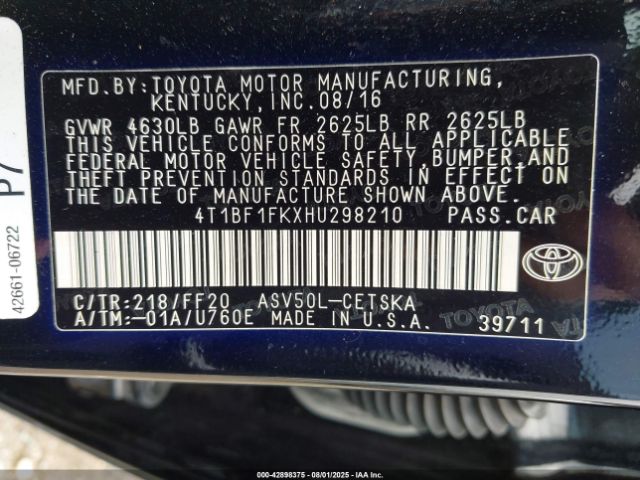 MFD. BY: TOYOTA MOTOR MANUFACTURING,
KENTUCKY, INC. 08/16
GVWR 4630LB GAWR FR 2625LB RR 2625LB
THIS VEHICLE CONFORMS TO ALL APPLICABLE
FEDERAL MOTOR VEHICLE SAFETY, BUMPER, AND
THEFT PREVENTION STANDARDS IN EFFECT ON
THE DATE OF MANUFACTURE SHOWN ABOVE.
4T1BF1FKXHU298210 PASS. CAR
C/TR: 218/FF20 ASV50L-CETSKA
A/TM: -01A/U760E MADE IN U.S.A. 39711
TOYOTA
P7
42661-06722
000-42898375 - 08/01/2025 - IAAI.COM